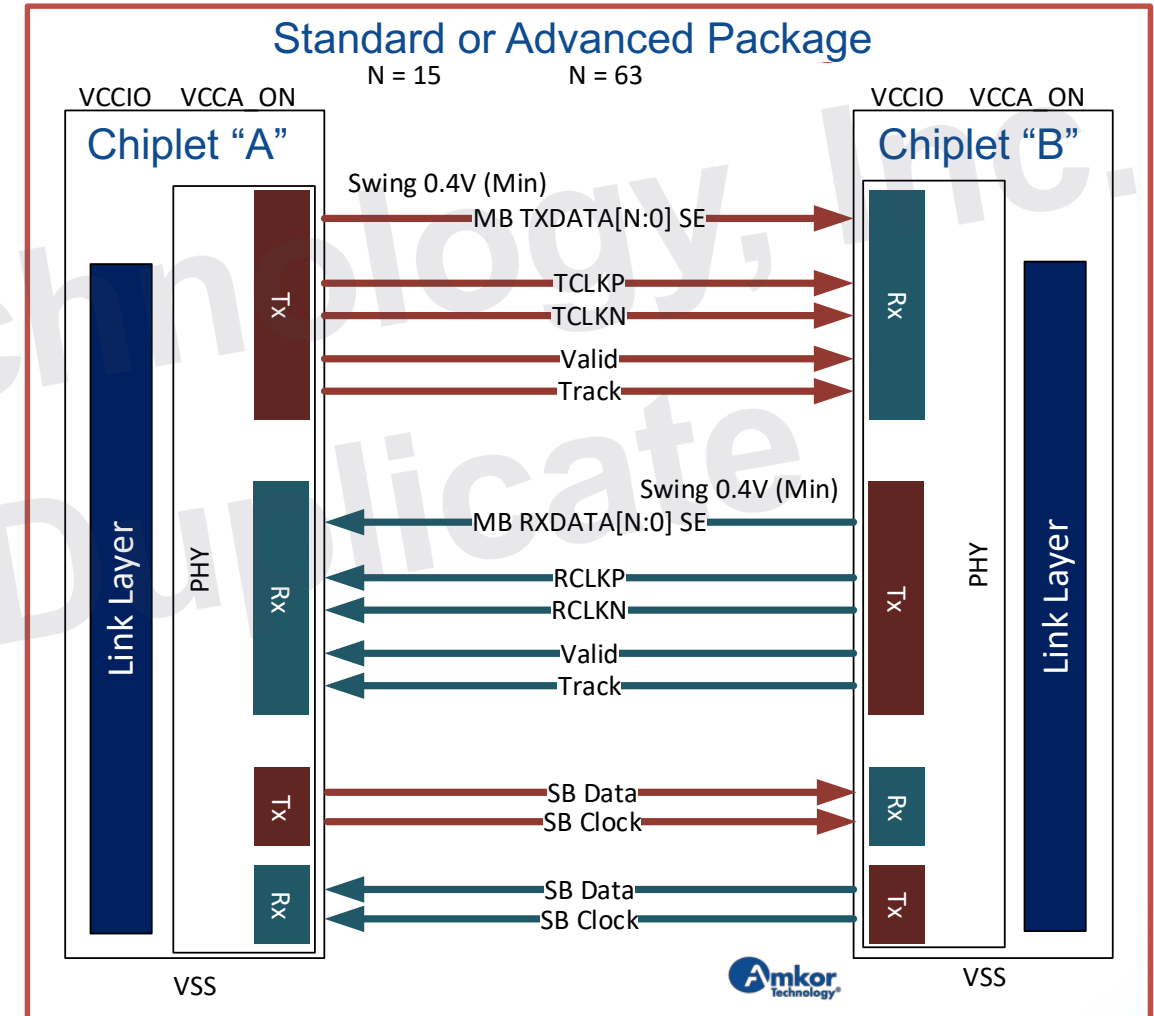 Standard or Advanced Package
N = 15 N = 63
VCCIO VCCA_ON
VCCIO VCCA_ON
Chiplet “A”
Chiplet “B”
Swing 0.4V (Min)
MB TXDATA[N:0] SE
TCLKP
TCLKN
Valid
Track
Tx
Rx
Swing 0.4V (Min)
MB RXDATA[N:0] SE
RCLKP
RCLKN
Valid
Track
Link Layer
PHY
Rx
Tx
PHY
Link Layer
SB Data
SB Clock
Tx
Rx
SB Data
SB Clock
Rx
Tx
VSS
VSS
Amkor
Technology®
chnology, Inc.
Duplicate